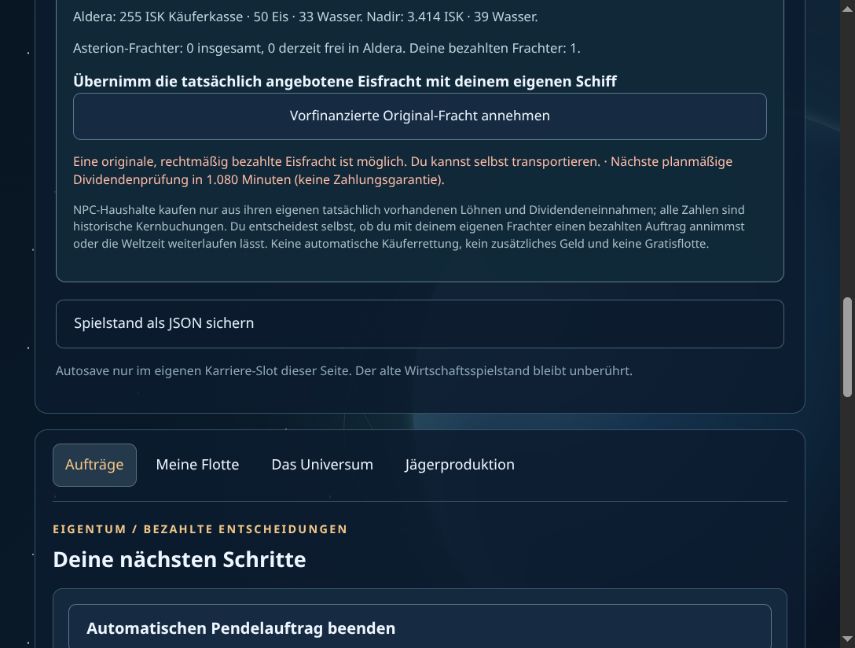 Aldera: 255 ISK Käuferkasse · 50 Eis · 33 Wasser. Nadir: 3.414 ISK · 39 Wasser.
Asterion-Frachter: 0 insgesamt, 0 derzeit frei in Aldera. Deine bezahlten Frachter: 1.
Übernimm die tatsächlich angebotene Eisfracht mit deinem eigenen Schiff
Vorfinanzierte Original-Fracht annehmen
Eine originale, rechtmäßig bezahlte Eisfracht ist möglich. Du kannst selbst transportieren. · Nächste planmäßige
Dividendenprüfung in 1.080 Minuten (keine Zahlungsgarantie).
NPC-Haushalte kaufen nur aus ihren eigenen tatsächlich vorhandenen Löhnen und Dividendeneinnahmen; alle Zahlen sind
historische Kernbuchungen. Du entscheidest selbst, ob du mit deinem eigenen Frachter einen bezahlten Auftrag annimmst
oder die Weltzeit weiterlaufen lässt. Keine automatische Käuferrettung, kein zusätzliches Geld und keine Gratisflotte.
Spielstand als JSON sichern
Autosave nur im eigenen Karriere-Slot dieser Seite. Der alte Wirtschaftsspielstand bleibt unberührt.
Aufträge Meine Flotte Das Universum Jägerproduktion
EIGENTUM / BEZAHLTE ENTSCHEIDUNGEN
Deine nächsten Schritte
Automatischen Pendelauftrag beenden